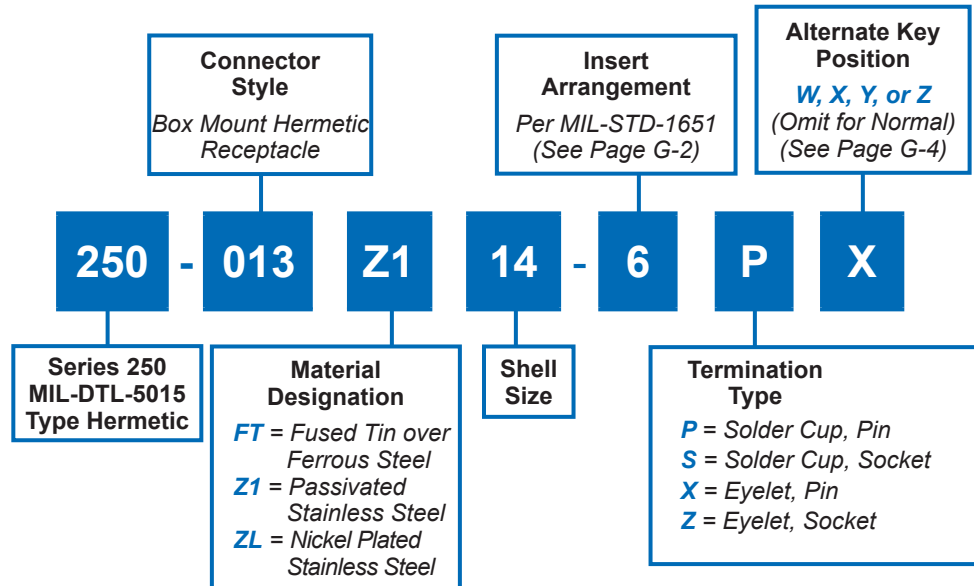 Connector
Style
Box Mount Hermetic
Receptacle
Insert
Arrangement
Per MIL-STD-1651
(See Page G-2)
Alternate Key
Position
W, X, Y, or Z
(Omit for Normal)
(See Page G-4)
250 - 013 Z1 14 - 6 P X
Series 250
MIL-DTL-5015
Type Hermetic
Material
Designation
FT = Fused Tin over
Ferrous Steel
Z1 = Passivated
Stainless Steel
ZL = Nickel Plated
Stainless Steel
Shell
Size
Termination
Type
P = Solder Cup, Pin
S = Solder Cup, Socket
X = Eyelet, Pin
Z = Eyelet, Socket